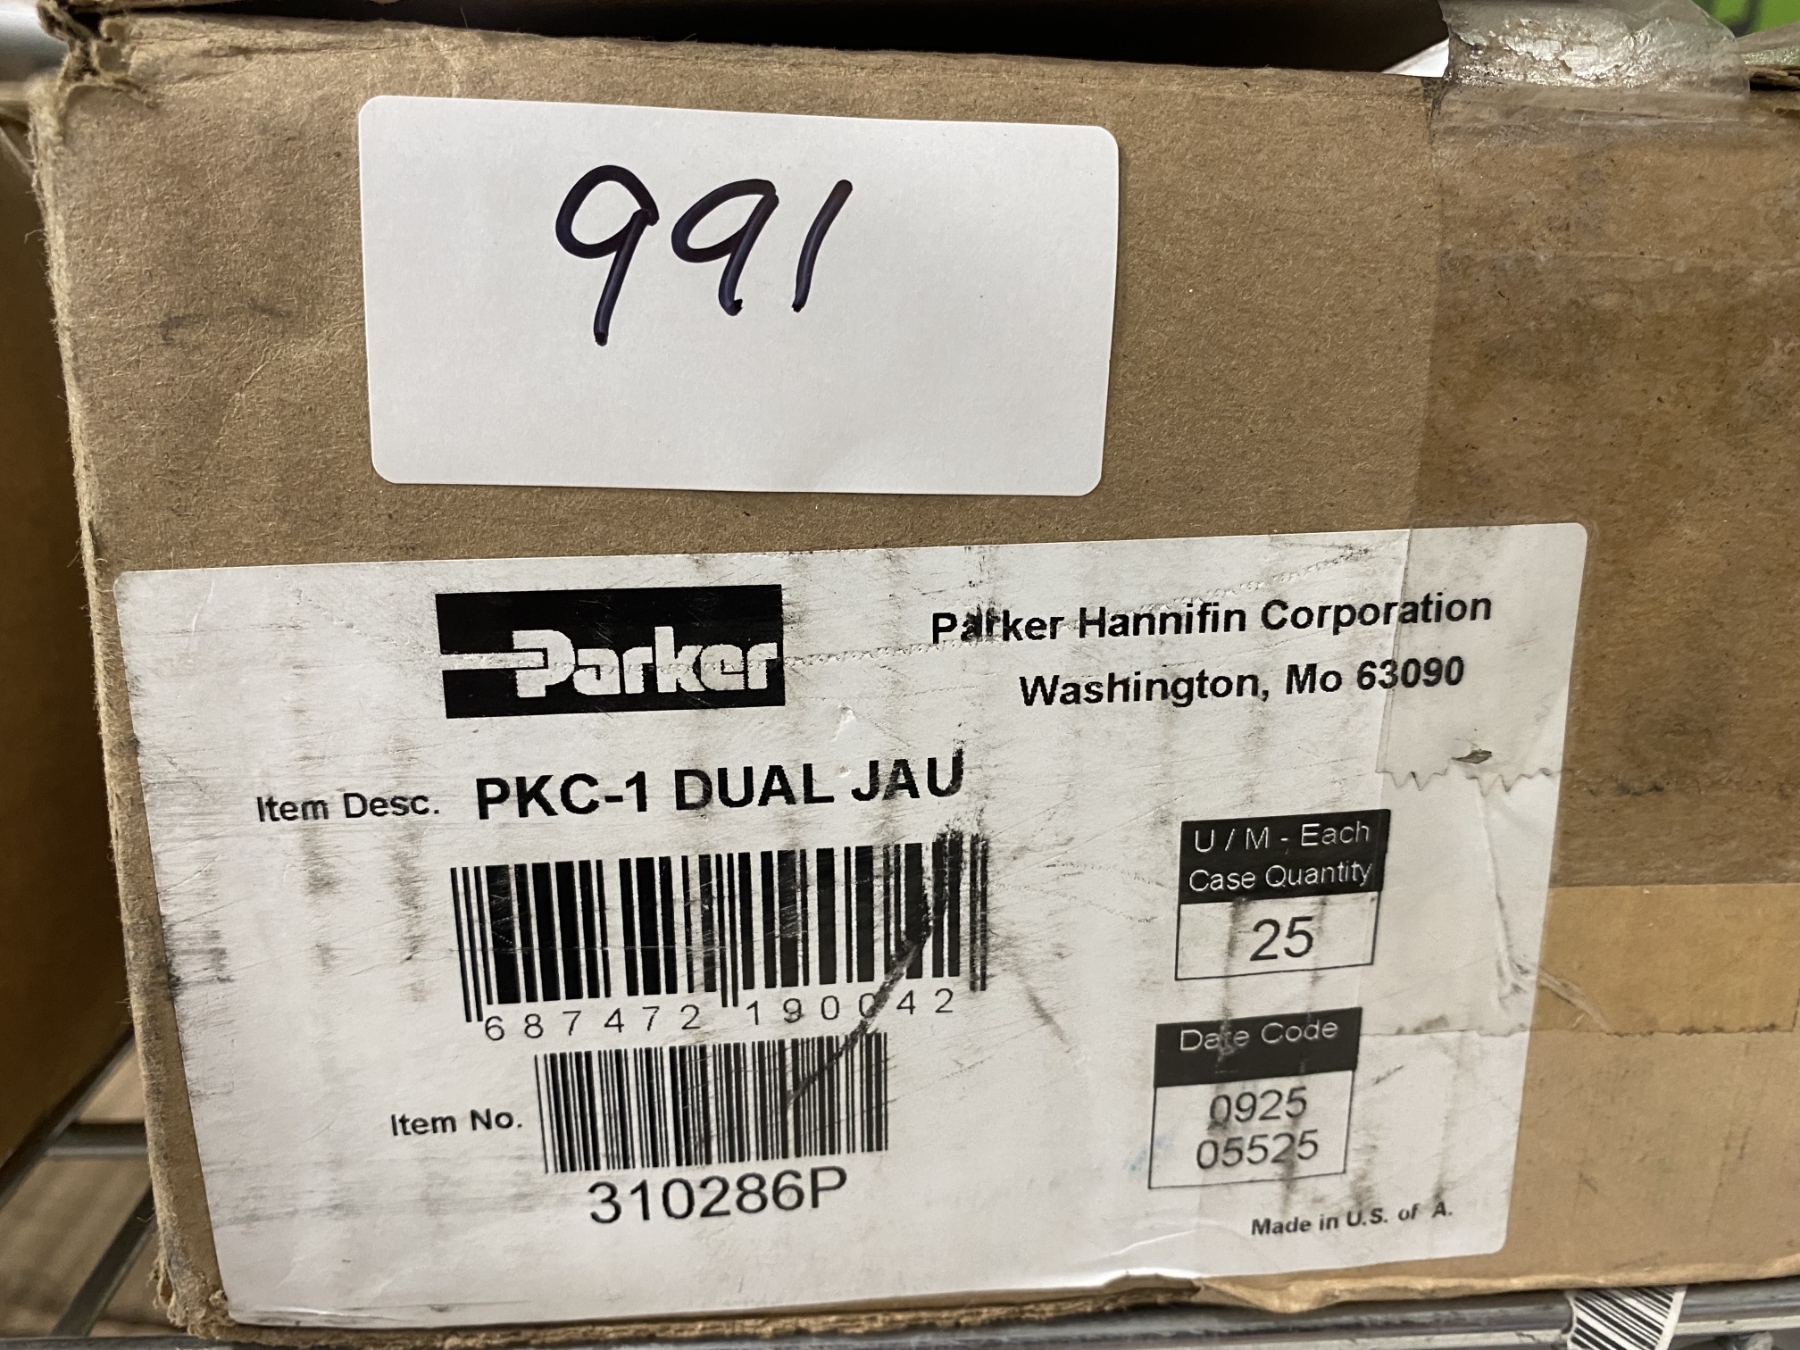 991
Parker
Parker Hannifin Corporation
Washington, Mo 63090
Item Desc. PKC-1 DUAL JAU
U / M - Each
Case Quantity
25
687472 190042
Date Code
0925
05525
Item No.
310286P
Made in U.S. of A.